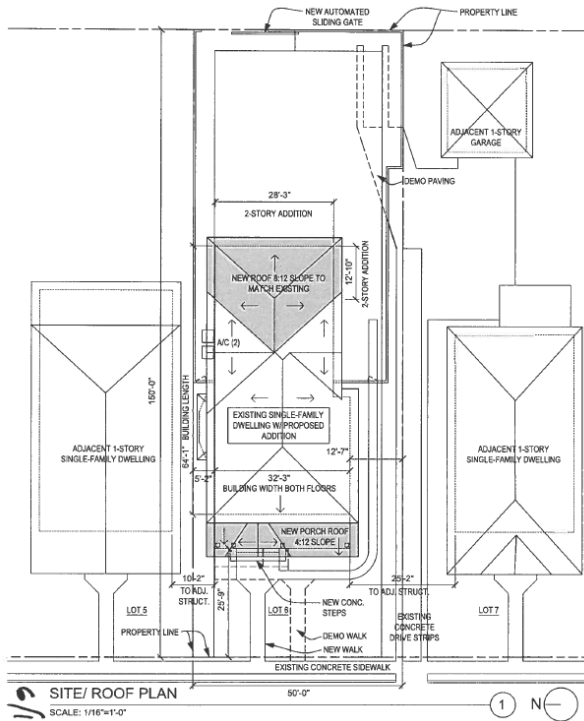 NEW AUTOMATED
SLIDING GATE
PROPERTY LINE
ADJACENT 1-STORY
GARAGE
DEMO PAVING
28'-3"
2-STORY ADDITION
12'-10"
2-STORY ADDITION
NEW ROOF 8:12 SLOPE TO
MATCH EXISTING
A/C (2)
150'-0"
64'-1" BUILDING LENGTH
EXISTING SINGLE-FAMILY
DWELLING W/PROPOSED
ADDITION
ADJACENT 1-STORY
SINGLE-FAMILY DWELLING
ADJACENT 1-STORY
SINGLE-FAMILY DWELLING
12'-7"
5'-2"
32'-3"
BUILDING WIDTH BOTH FLOORS
NEW PORCH ROOF
4:12 SLOPE
10'-2"
TO ADJ.
STRUCT.
25'-9"
25'-2"
TO ADJ. STRUCT.
NEW CONC.
STEPS
LOT 5
LOT 6
LOT 7
EXISTING
CONCRETE
DRIVE STRIPS
DEMO WALK
PROPERTY LINE
NEW WALK
EXISTING CONCRETE SIDEWALK
50'-0"
SITE/ ROOF PLAN
SCALE: 1/16"=1'-0"
1
N